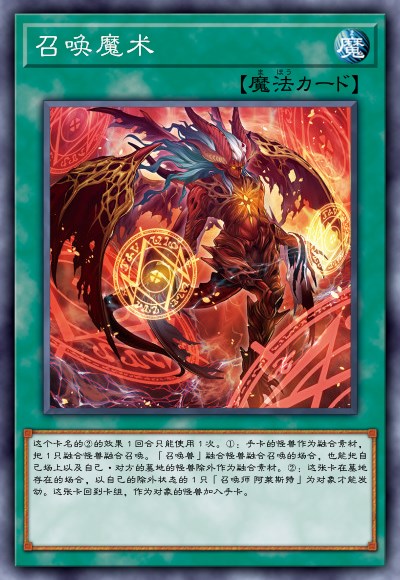 召唤魔术
魔
【魔法カード】
ま ほう
这个卡名的②的效果1回合只能使用1次。①：手卡的怪兽作为融合素材，
把1只融合怪兽融合召唤。「召唤兽」融合怪兽融合召唤的场合，也能把自
己场上以及自己·对方的墓地的怪兽除外作为融合素材。②：这张卡在墓地
存在的场合，以自己的除外状态的1只「召唤师 阿莱斯特」为对象才能发
动。这张卡回到卡组，作为对象的怪兽加入手卡。